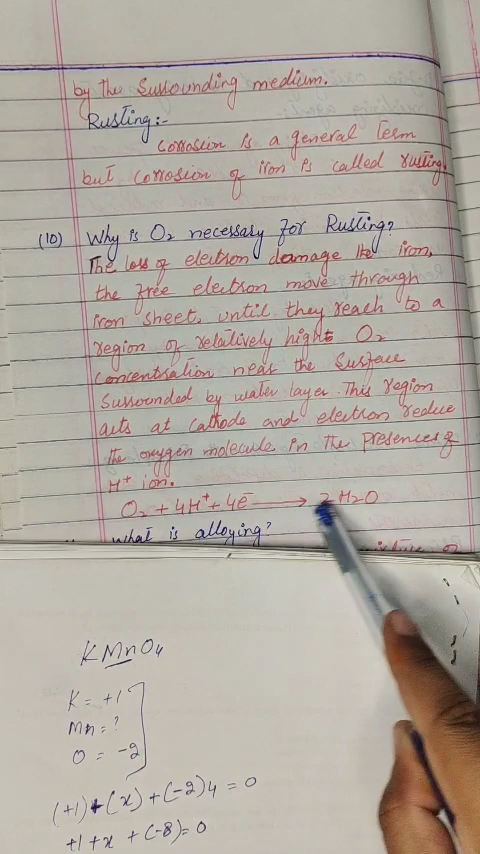 by the Surrounding medium.
Rusting:-
Corrosion is a general term
but corrosion of iron is called rusting.
(10) Why is O2 necessary for Rusting?
The loss of electron damage the iron,
the free electron move through
iron sheet, until they reach to a
region of relatively high O2
Concentration near the Surface
Surrounded by water layer. This region
acts at cathode and electron reduce
the oxygen molecule in the presences of
H+ ion.
O2 + 4H+ + 4e- → 2H2O
What is alloying?
KMnO4
K = +1
Mn = ?
O = -2
(+1) + (x) + (-2)4 = 0
+1 + x + (-8) = 0